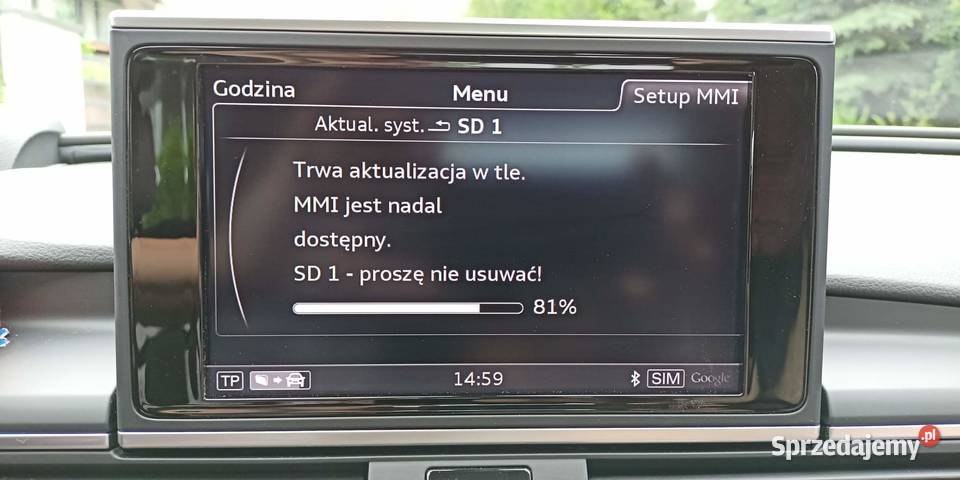 Godzina Menu Setup MMI
Aktual. syst. SD 1
Trwa aktualizacja w tle.
MMI jest nadal
dostępny.
SD 1 - proszę nie usuwać!
81%
TP 14:59 SIM Google
Sprzedajemy.pl